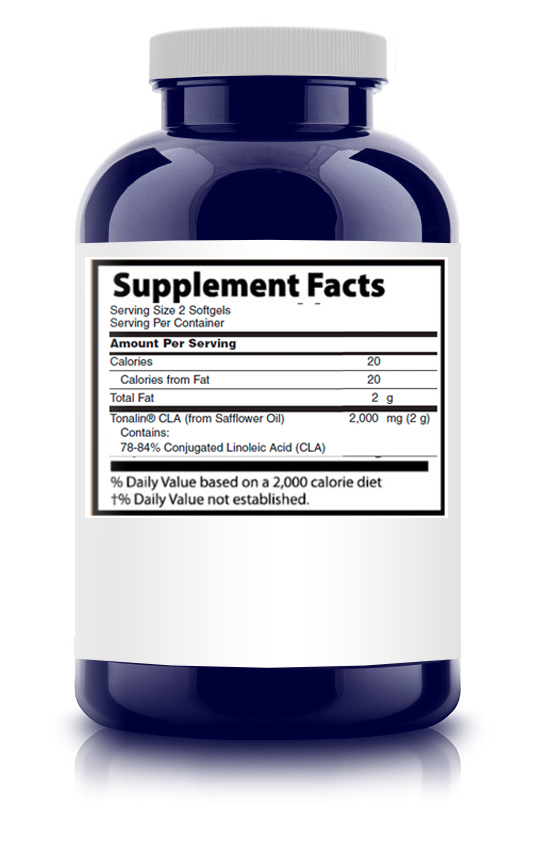 Supplement Facts
Serving Size 2 Softgels
Serving Per Container
Amount Per Serving
Calories 20
Calories from Fat 20
Total Fat 2 g
Tonalin® CLA (from Safflower Oil) 2,000 mg (2 g)
Contains:
78-84% Conjugated Linoleic Acid (CLA)
% Daily Value based on a 2,000 calorie diet
†% Daily Value not established.